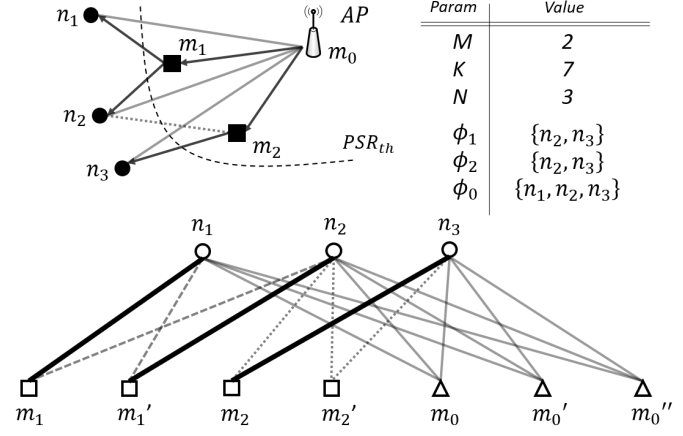 n₁
AP
m₁
m₀
n₂
m₂
PSR_th
n₃
Param Value
M 2
K 7
N 3
ϕ₁ {n₂, n₃}
ϕ₂ {n₂, n₃}
ϕ₀ {n₁, n₂, n₃}
n₁ n₂ n₃
m₁ m₁′ m₂ m₂′ m₀ m₀′ m₀′′